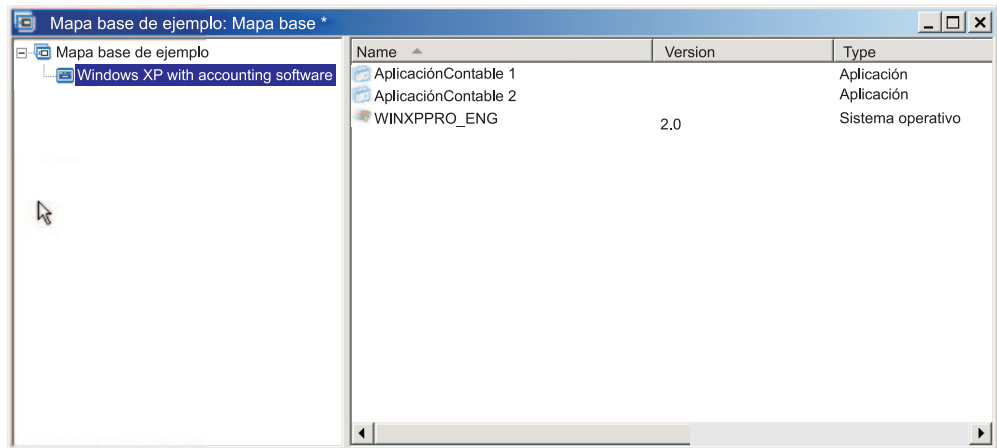 Mapa base de ejemplo: Mapa base *
Mapa base de ejemplo
Windows XP with accounting software
Name Version Type
AplicaciónContable 1 Aplicación
AplicaciónContable 2 Aplicación
WINXPPRO_ENG 2.0 Sistema operativo